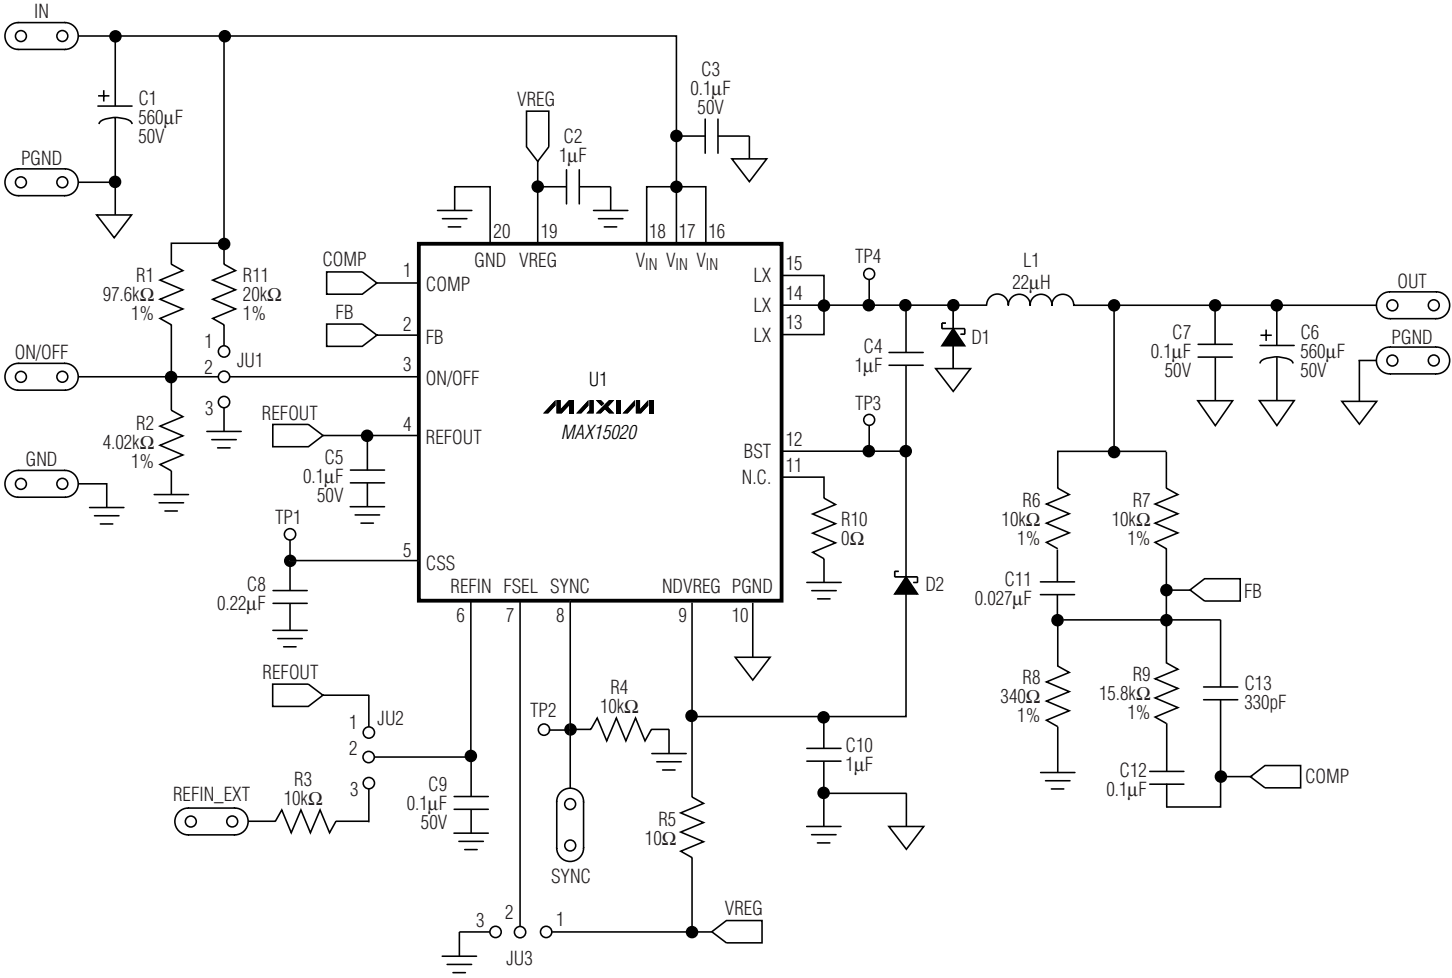 IN
C1
560μF
50V
PGND
C3
0.1μF
50V
VREG
C2
1μF
20
19
18
17
16
GND
VREG
VIN
VIN
VIN
R1
97.6kΩ
1%
R11
20kΩ
1%
COMP
1
COMP
FB
2
FB
ON/OFF
1
2
3
JU1
3
ON/OFF
R2
4.02kΩ
1%
REFOUT
4
REFOUT
C5
0.1μF
50V
GND
TP1
5
CSS
C8
0.22μF
U1
MAXIM
MAX15020
LX
15
LX
14
LX
13
TP4
L1
22μH
D1
C4
1μF
TP3
BST
12
N.C.
11
R10
0Ω
D2
C7
0.1μF
50V
C6
560μF
50V
OUT
PGND
REFIN
FSEL
SYNC
NDVREG
PGND
6
7
8
9
10
R6
10kΩ
1%
R7
10kΩ
1%
C11
0.027μF
FB
R8
340Ω
1%
R9
15.8kΩ
1%
C13
330pF
C12
0.1μF
COMP
REFOUT
1
2
3
JU2
REFIN_EXT
R3
10kΩ
C9
0.1μF
50V
TP2
R4
10kΩ
SYNC
C10
1μF
R5
10Ω
3
2
1
JU3
VREG